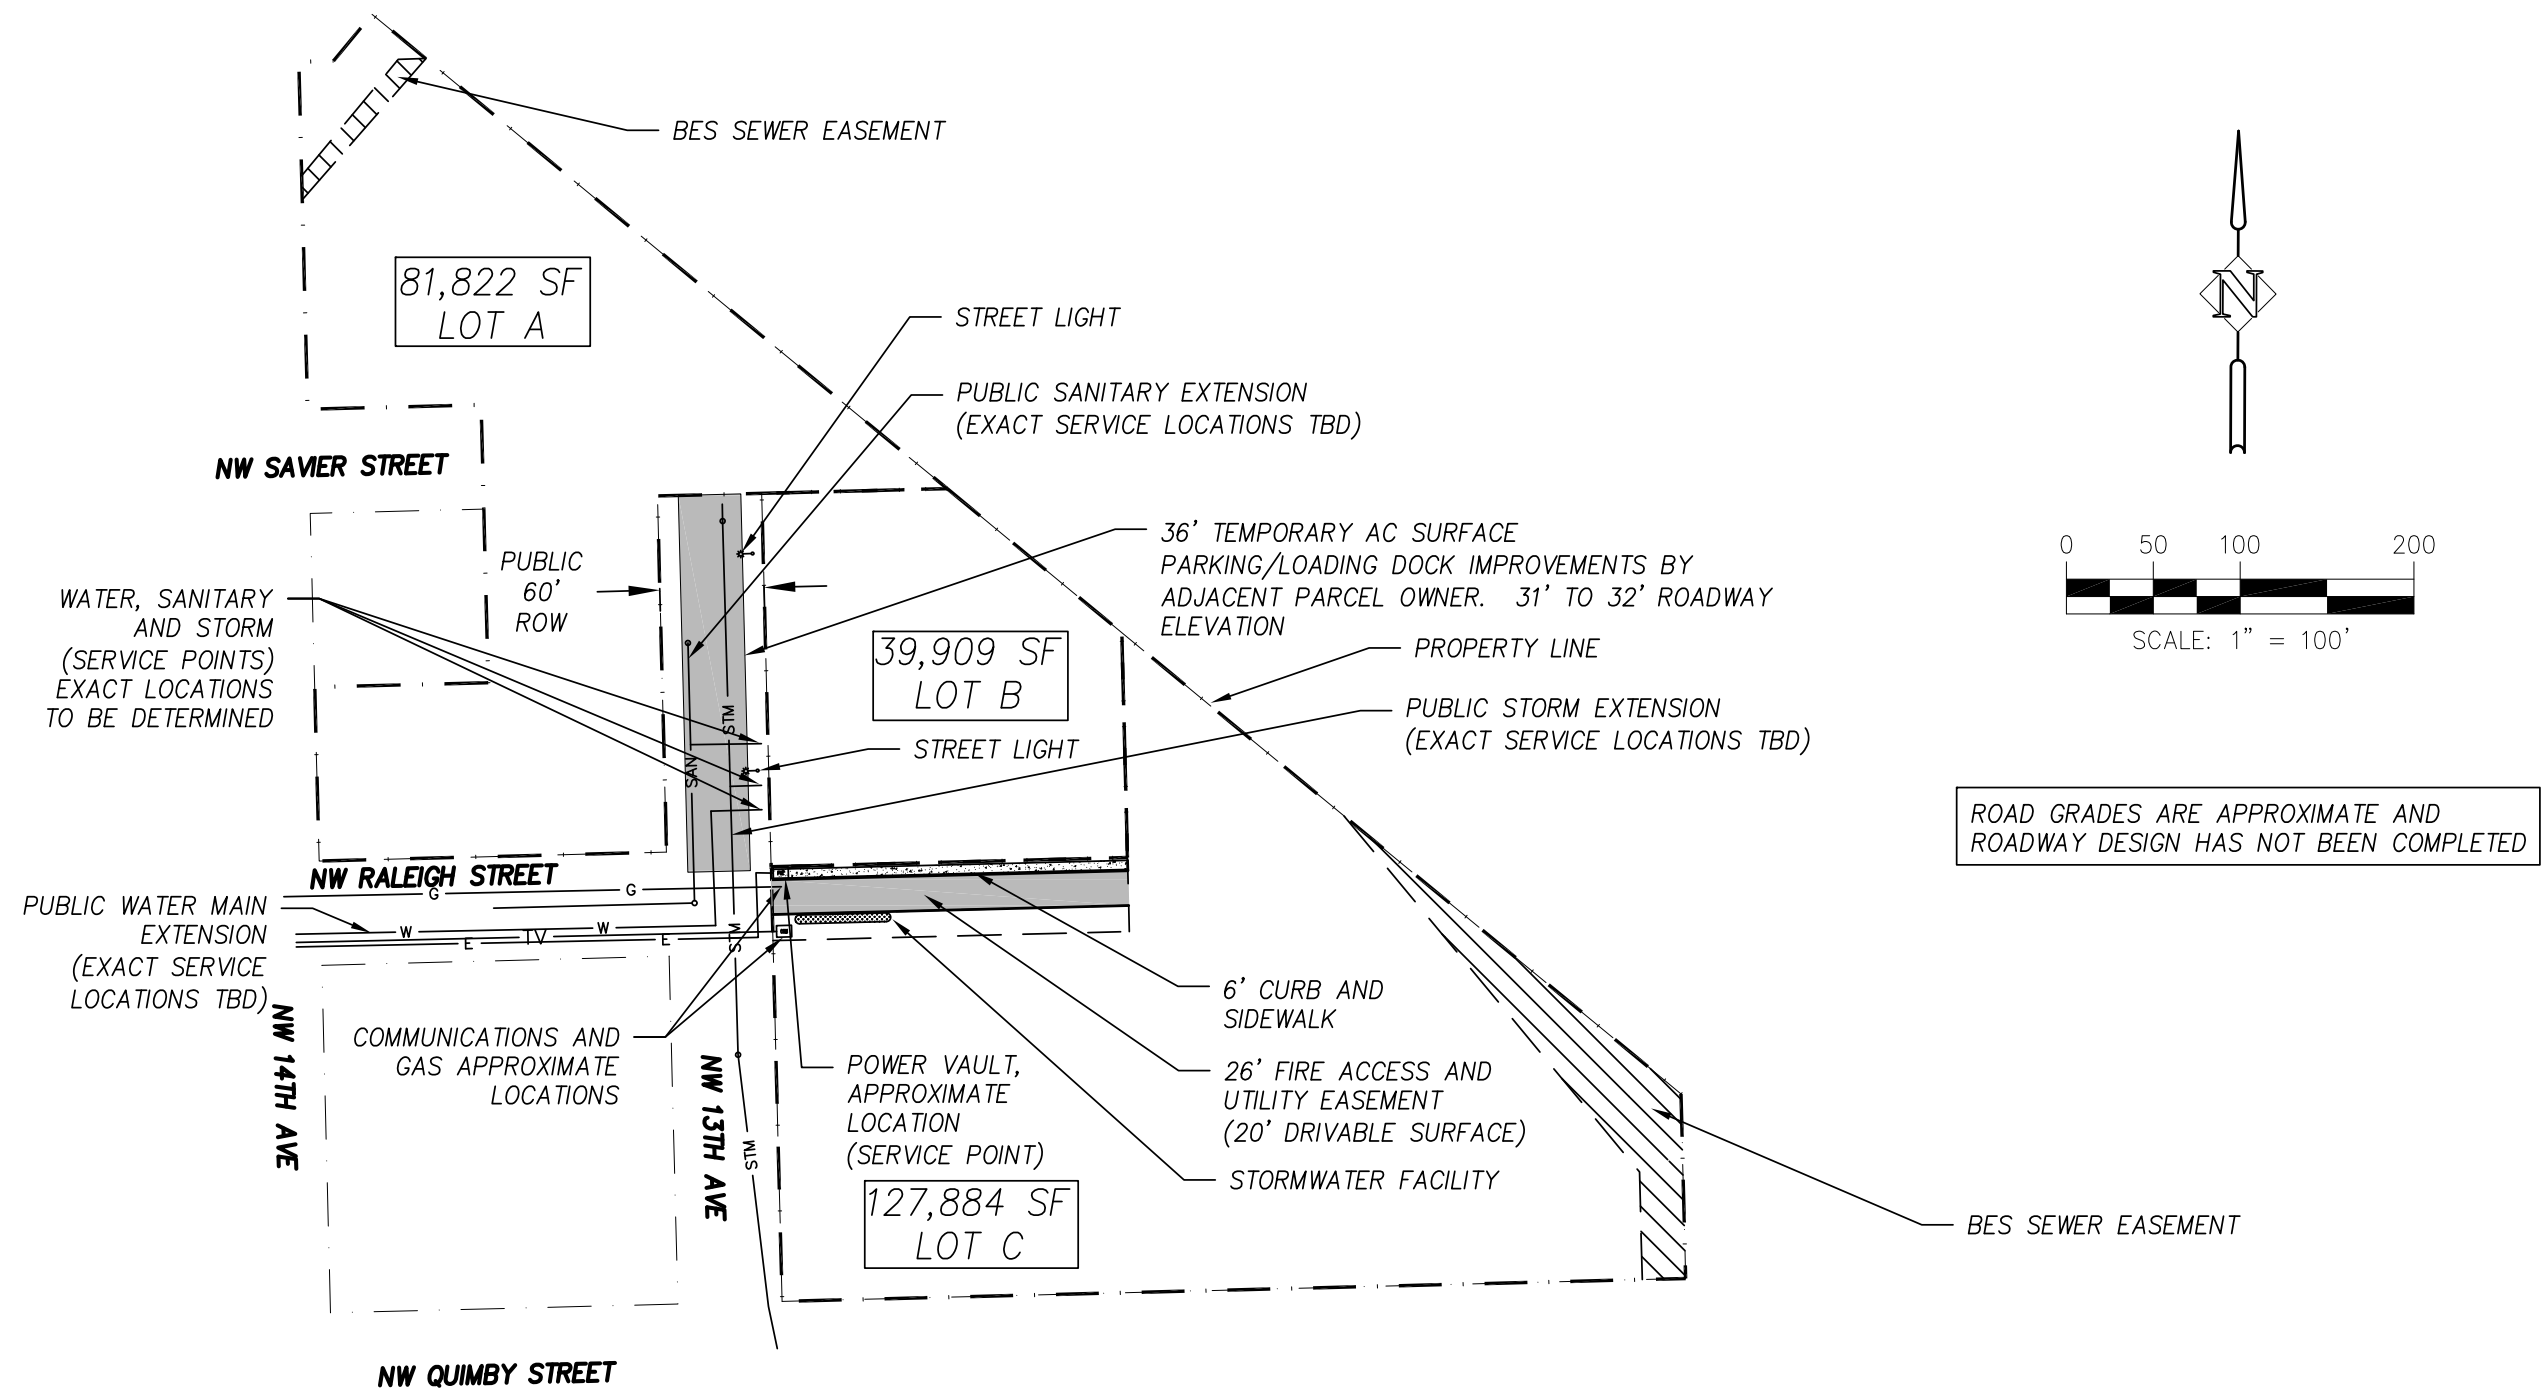 BES SEWER EASEMENT
81,822 SF
LOT A
STREET LIGHT
PUBLIC SANITARY EXTENSION
(EXACT SERVICE LOCATIONS TBD)
NW SAVIER STREET
N
0 50 100 200
SCALE: 1" = 100'
36' TEMPORARY AC SURFACE
PARKING/LOADING DOCK IMPROVEMENTS BY
ADJACENT PARCEL OWNER. 31' TO 32' ROADWAY
ELEVATION
PUBLIC
60'
ROW
WATER, SANITARY
AND STORM
(SERVICE POINTS)
EXACT LOCATIONS
TO BE DETERMINED
39,909 SF
LOT B
PROPERTY LINE
PUBLIC STORM EXTENSION
(EXACT SERVICE LOCATIONS TBD)
STREET LIGHT
STM
SAN
ROAD GRADES ARE APPROXIMATE AND
ROADWAY DESIGN HAS NOT BEEN COMPLETED
NW RALEIGH STREET
G G
PUBLIC WATER MAIN
EXTENSION
(EXACT SERVICE
LOCATIONS TBD)
W W
TV
E E
STM
6' CURB AND
SIDEWALK
NW 14TH AVE
COMMUNICATIONS AND
GAS APPROXIMATE
LOCATIONS
NW 13TH AVE
STM
POWER VAULT,
APPROXIMATE
LOCATION
(SERVICE POINT)
26' FIRE ACCESS AND
UTILITY EASEMENT
(20' DRIVABLE SURFACE)
STORMWATER FACILITY
127,884 SF
LOT C
BES SEWER EASEMENT
NW QUIMBY STREET